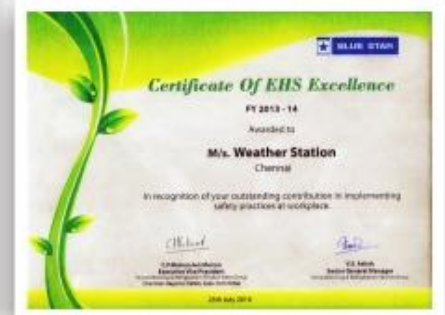 BLUE STAR
Certificate Of EHS Excellence
FY 2013 - 14
Awarded to
M/s. Weather Station
Chennai
In recognition of your outstanding contribution in implementing
safety practices at workplace.
Executive Vice President
V.S. Ashok
Senior General Manager